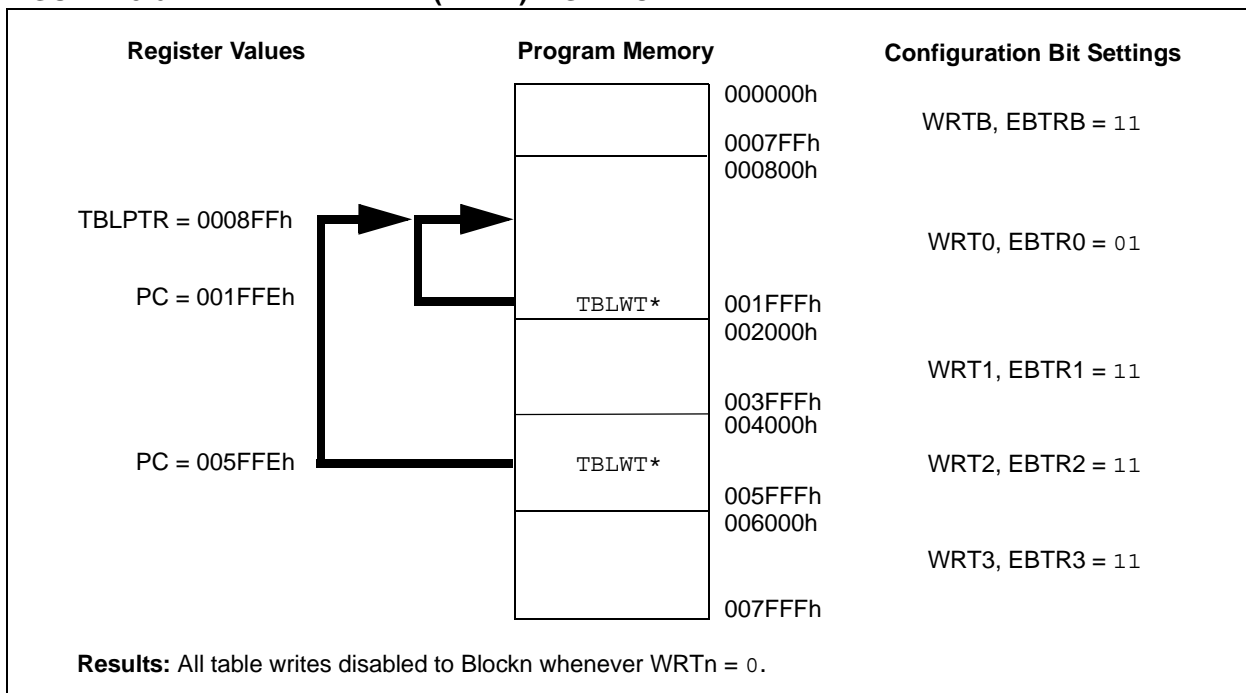 Register Values Program Memory Configuration Bit Settings
000000h
WRTB, EBTRB = 11
0007FFh
000800h
TBLPTR = 0008FFh
WRT0, EBTR0 = 01
PC = 001FFEh TBLWT* 001FFFh
002000h
WRT1, EBTR1 = 11
003FFFh
004000h
PC = 005FFEh TBLWT* WRT2, EBTR2 = 11
005FFFh
006000h
WRT3, EBTR3 = 11
007FFFh
Results: All table writes disabled to Blockn whenever WRTn = 0.